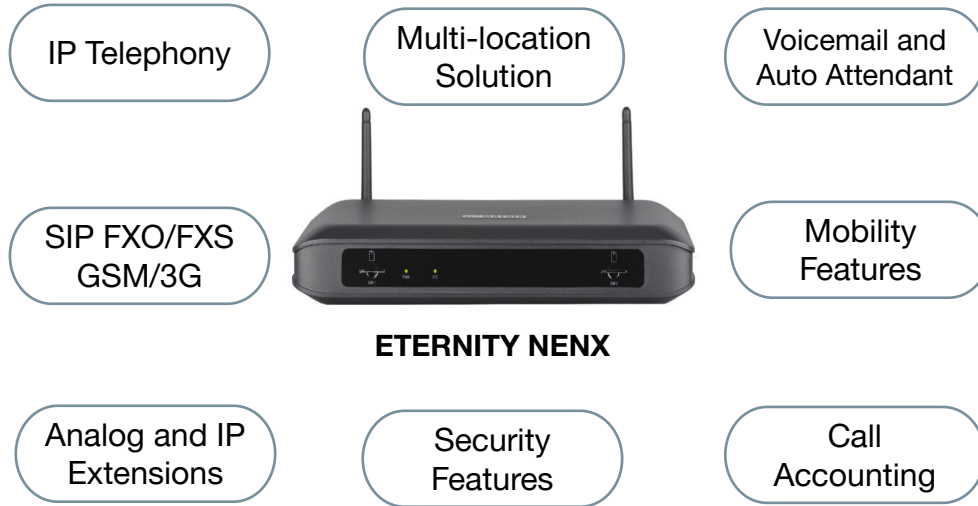 IP Telephony
Multi-location
Solution
Voicemail and
Auto Attendant
SIP FXO/FXS
GSM/3G
Mobility
Features
ETERNITY NENX
Analog and IP
Extensions
Security
Features
Call
Accounting